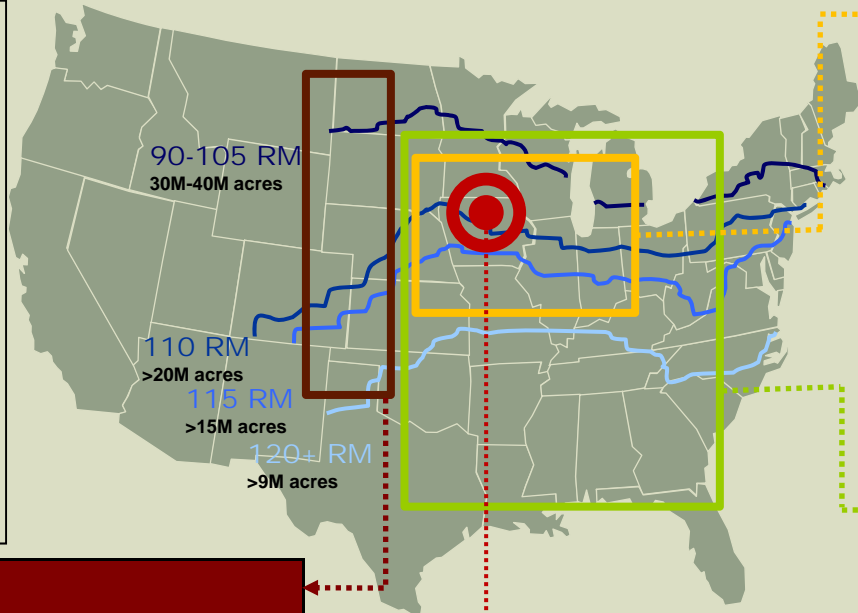 90-105 RM
30M-40M acres
110 RM
>20M acres
115 RM
>15M acres
120+ RM
>9M acres